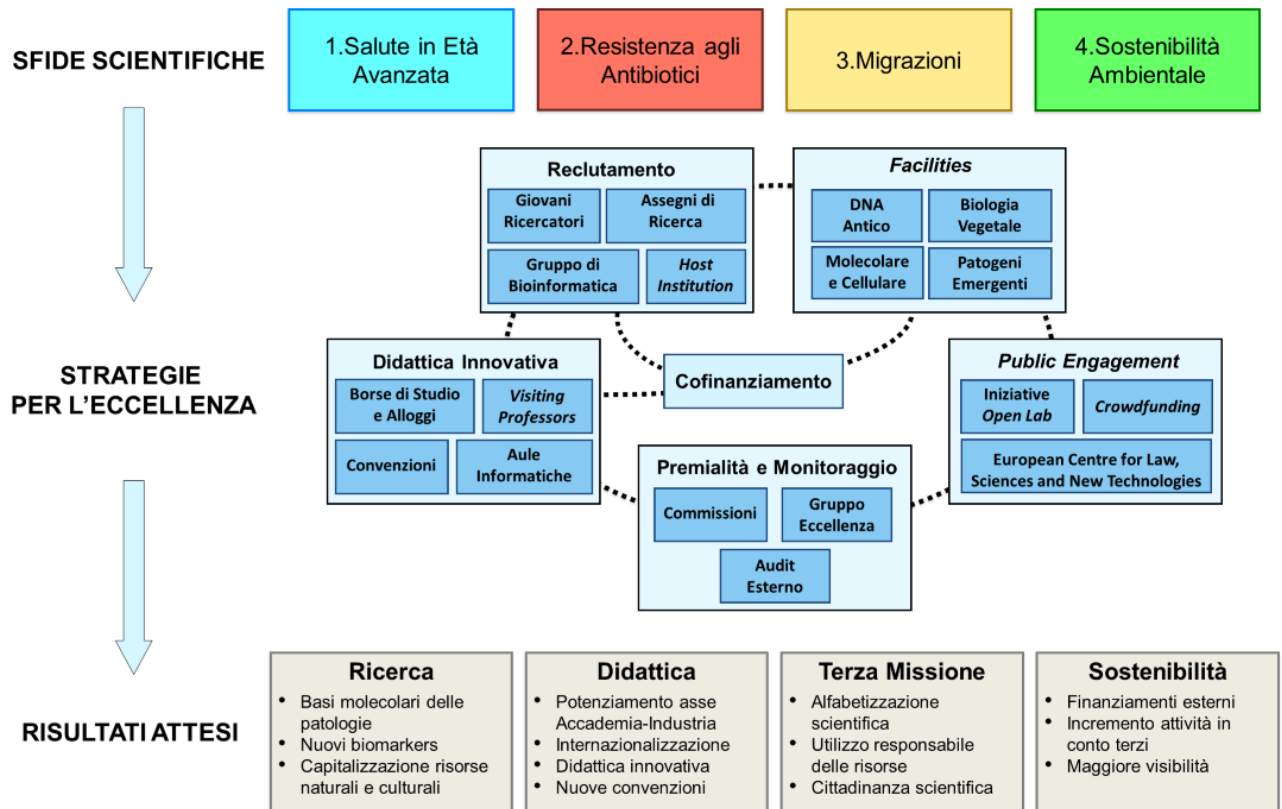 SFIDE SCIENTIFICHE
1.Salute in Età
Avanzata
2.Resistenza agli
Antibiotici
3.Migrazioni
4.Sostenibilità
Ambientale
Reclutamento
Giovani
Ricercatori
Assegni di
Ricerca
Gruppo di
Bioinformatica
Host
Institution
Facilities
DNA
Antico
Biologia
Vegetale
Molecolare
e Cellulare
Patogeni
Emergenti
STRATEGIE
PER L'ECCELLENZA
Didattica Innovativa
Borse di Studio
e Alloggi
Visiting
Professors
Convenzioni
Aule
Informatiche
Cofinanziamento
Public Engagement
Iniziative
Open Lab
Crowdfunding
European Centre for Law,
Sciences and New Technologies
Premialità e Monitoraggio
Commissioni
Gruppo
Eccellenza
Audit
Esterno
RISULTATI ATTESI
Ricerca
• Basi molecolari delle
patologie
• Nuovi biomarkers
• Capitalizzazione risorse
naturali e culturali
Didattica
• Potenziamento asse
Accademia-Industria
• Internazionalizzazione
• Didattica innovativa
• Nuove convenzioni
Terza Missione
• Alfabetizzazione
scientifica
• Utilizzo responsabile
delle risorse
• Cittadinanza scientifica
Sostenibilità
• Finanziamenti esterni
• Incremento attività in
conto terzi
• Maggiore visibilità